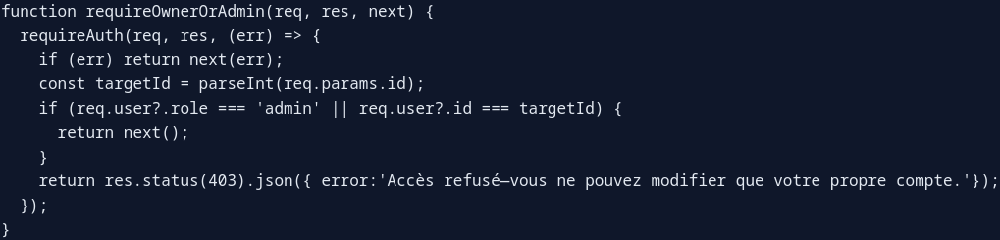 function requireOwnerOrAdmin(req, res, next) {
  requireAuth(req, res, (err) => {
    if (err) return next(err);
    const targetId = parseInt(req.params.id);
    if (req.user?.role === 'admin' || req.user?.id === targetId) {
      return next();
    }
    return res.status(403).json({ error:'Accès refusé—vous ne pouvez modifier que votre propre compte.'});
  });
}